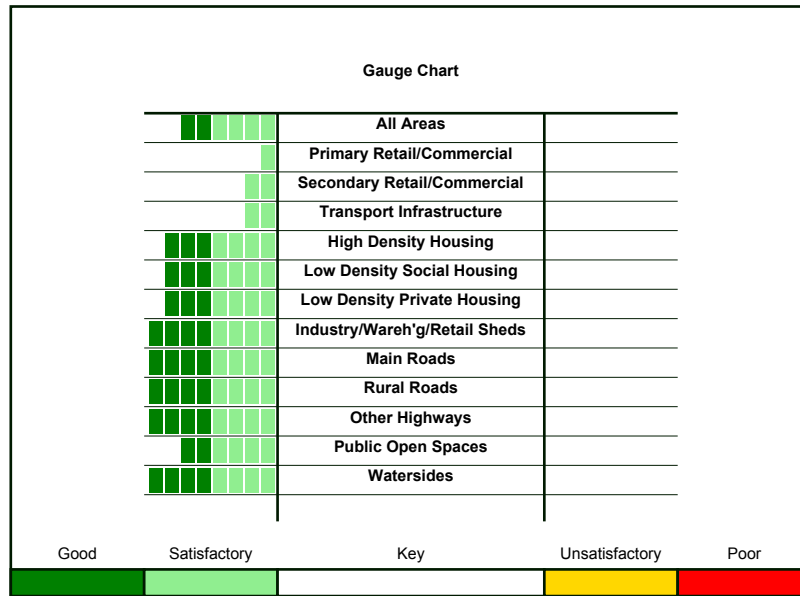 Gauge Chart
All Areas
Primary Retail/Commercial
Secondary Retail/Commercial
Transport Infrastructure
High Density Housing
Low Density Social Housing
Low Density Private Housing
Industry/Wareh'g/Retail Sheds
Main Roads
Rural Roads
Other Highways
Public Open Spaces
Watersides
Good Satisfactory Key Unsatisfactory Poor